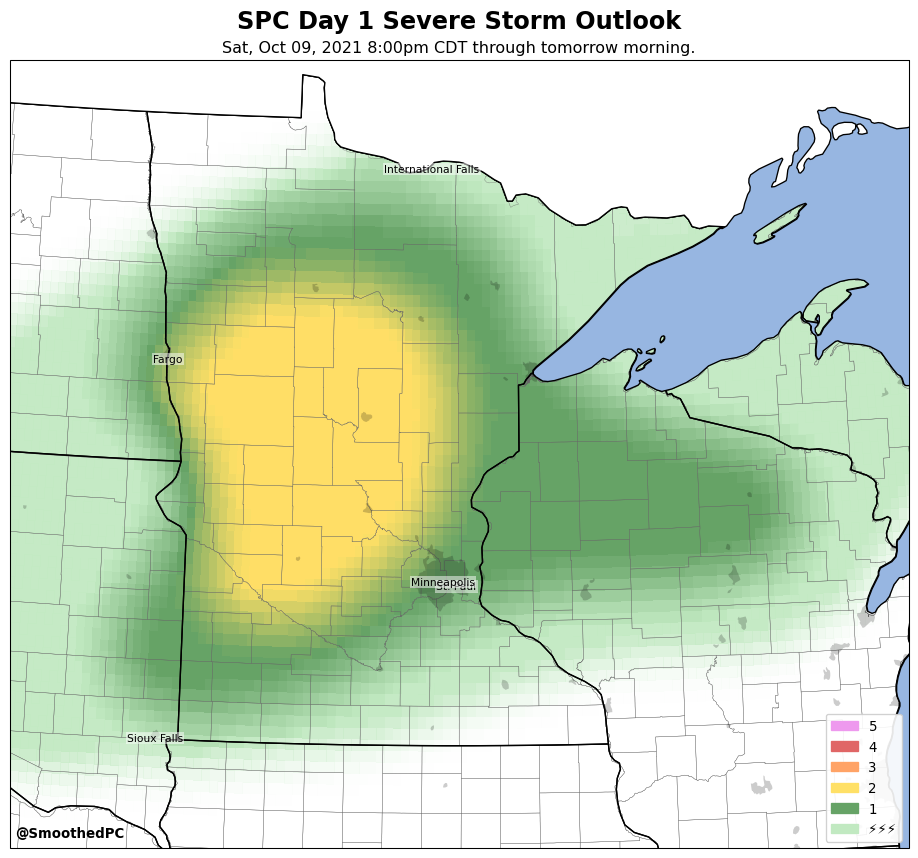 SPC Day 1 Severe Storm Outlook
Sat, Oct 09, 2021 8:00pm CDT through tomorrow morning.
International Falls
Fargo
Minneapolis
St. Paul
Sioux Falls
5
4
3
2
1
⚡⚡⚡
@SmoothedPC